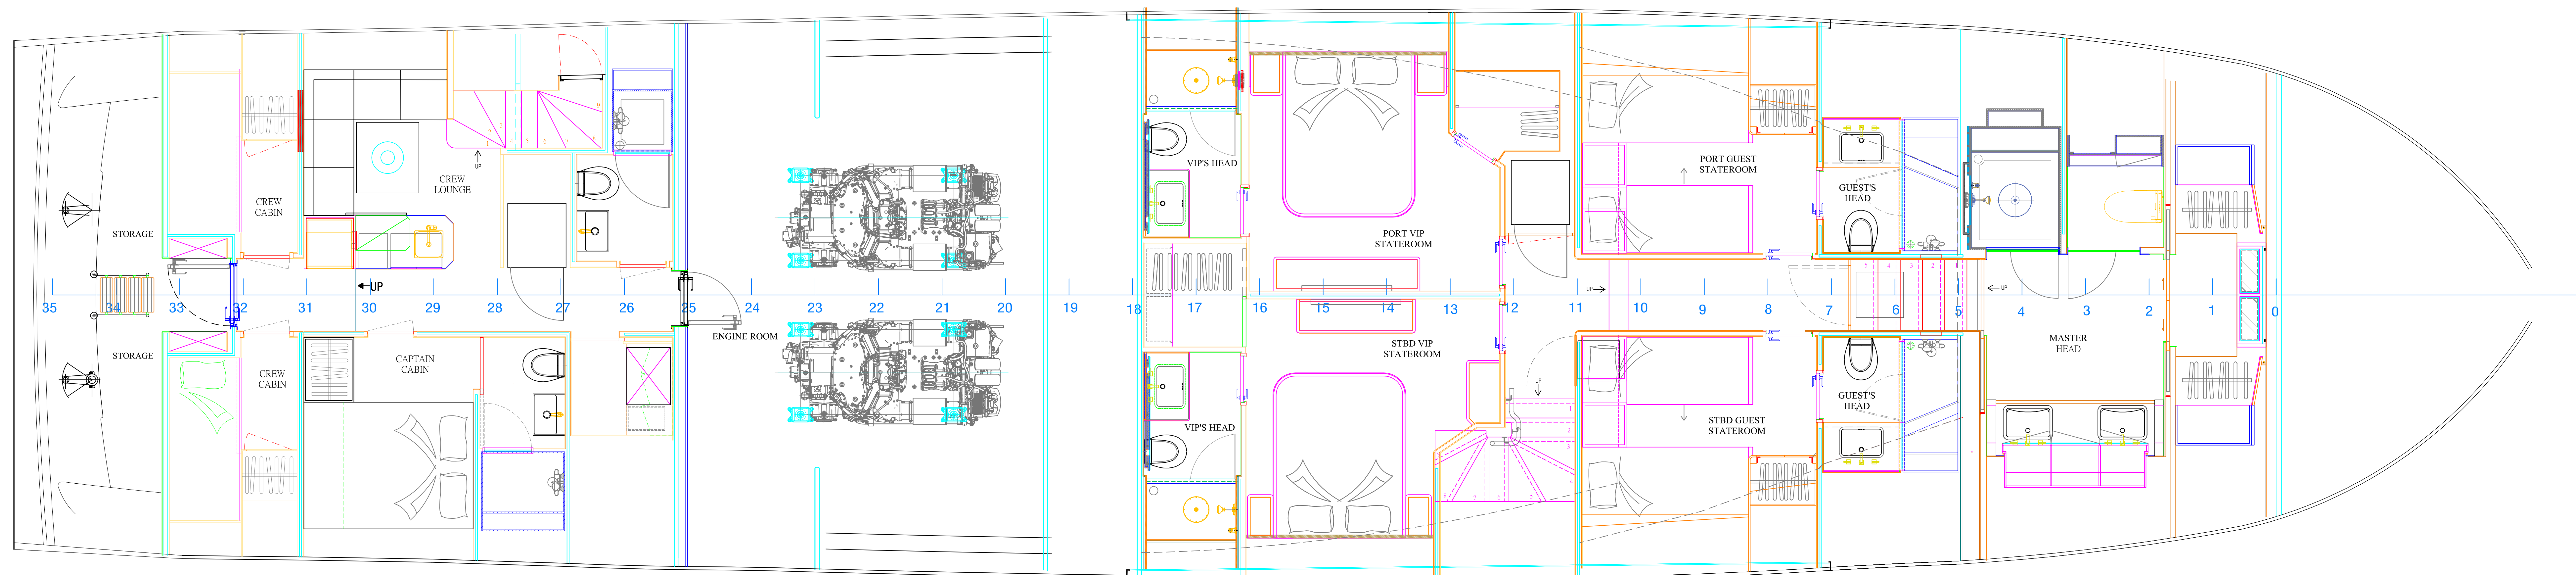 STORAGE
STORAGE
CREW
CABIN
CREW
LOUNGE
UP
UP
CREW
CABIN
CAPTAIN
CABIN
ENGINE ROOM
VIP'S HEAD
VIP'S HEAD
PORT VIP
STATEROOM
STBD VIP
STATEROOM
UP
UP
PORT GUEST
STATEROOM
STBD GUEST
STATEROOM
GUEST'S
HEAD
GUEST'S
HEAD
UP
MASTER
HEAD
35 34 33 32 31 30 29 28 27 26 25 24 23 22 21 20 19 18 17 16 15 14 13 12 11 10 9 8 7 6 5 4 3 2 1 0